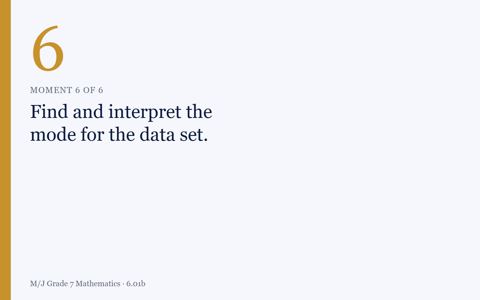 6
MOMENT 6 OF 6
Find and interpret the
mode for the data set.
M/J Grade 7 Mathematics · 6.01b